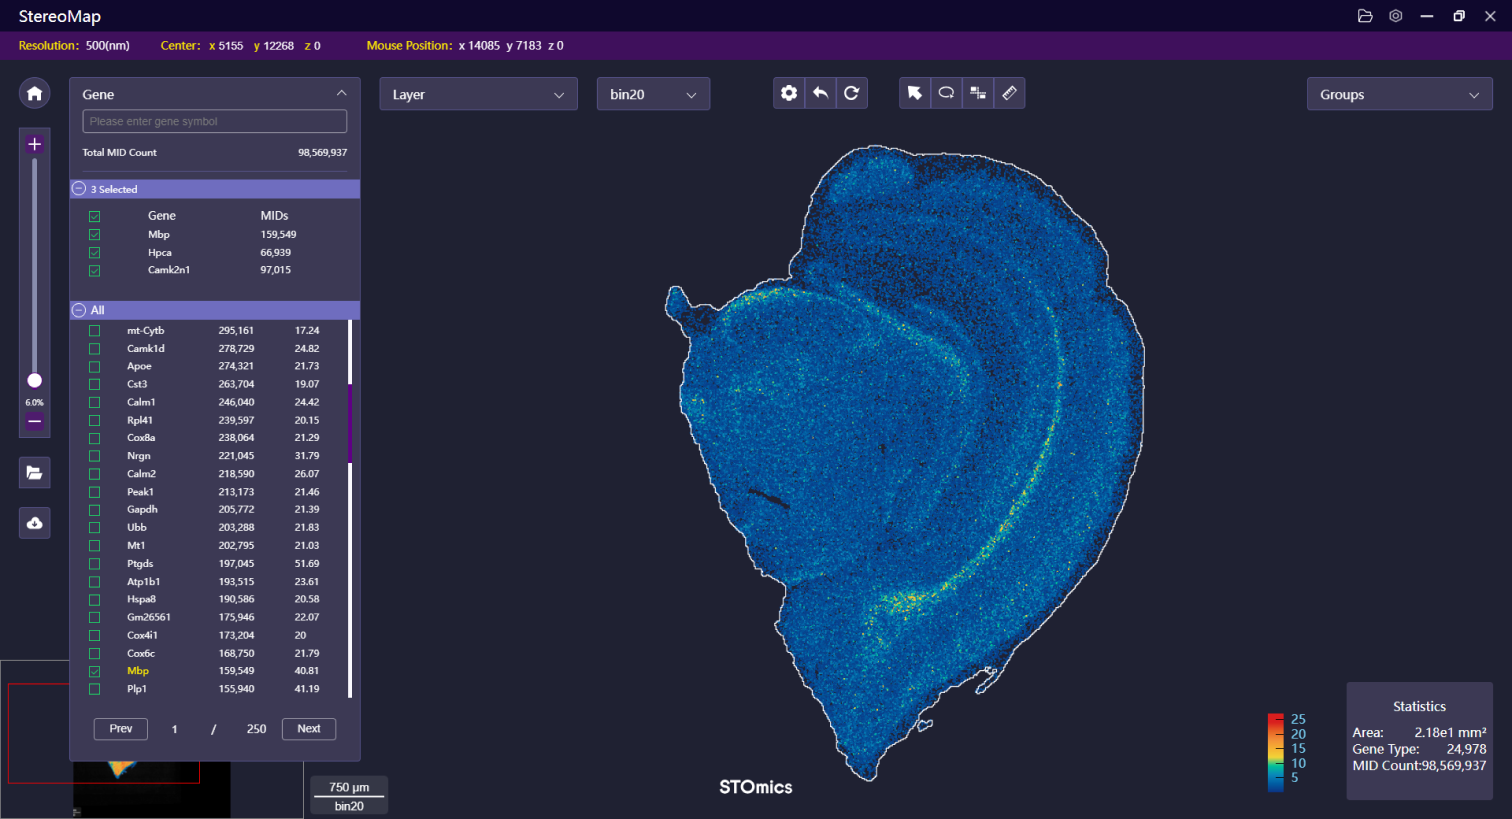 StereoMap
Resolution: 500(nm) Center: x 5155 y 12268 z 0 Mouse Position: x 14085 y 7183 z 0
Gene
Please enter gene symbol
Total MID Count 98,569,937
3 Selected
Gene MIDs
Mbp 159,549
Hpca 66,939
Camk2n1 97,015
All
mt-Cytb 295,161 17.24
Camk1d 278,729 24.82
Apoe 274,321 21.73
Cst3 263,704 19.07
Calm1 246,040 24.42
Rpl41 239,597 20.15
Cox8a 238,064 21.29
Nrgn 221,045 31.79
Calm2 218,590 26.07
Peak1 213,173 21.46
Gapdh 205,772 21.39
Ubb 203,288 21.83
Mt1 202,795 21.03
Ptgds 197,045 51.69
Atp1b1 193,515 23.61
Hspa8 190,586 20.58
Gm26561 175,946 22.07
Cox4i1 173,204 20
Cox6c 168,750 21.79
Mbp 159,549 40.81
Plp1 155,940 41.19
Prev 1 / 250 Next
6.0%
Layer
bin20
Groups
750 μm
bin20
STOmics
25
20
15
10
5
Statistics
Area: 2.18e1 mm²
Gene Type: 24,978
MID Count:98,569,937